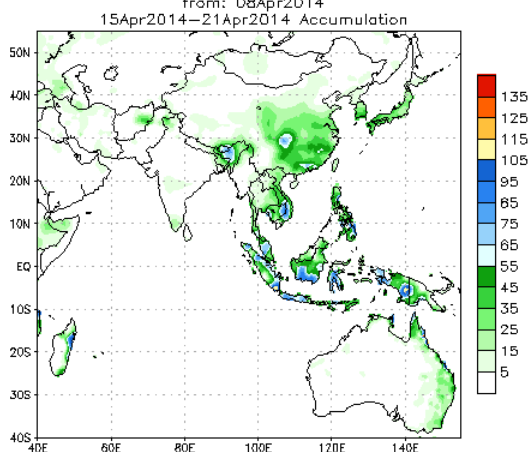 from: 08Apr2014
15Apr2014–21Apr2014 Accumulation
50N
40N
30N
20N
10N
EQ
10S
20S
30S
40S
40E 60E 80E 100E 120E 140E
135
125
115
105
95
85
75
65
55
45
35
25
15
5